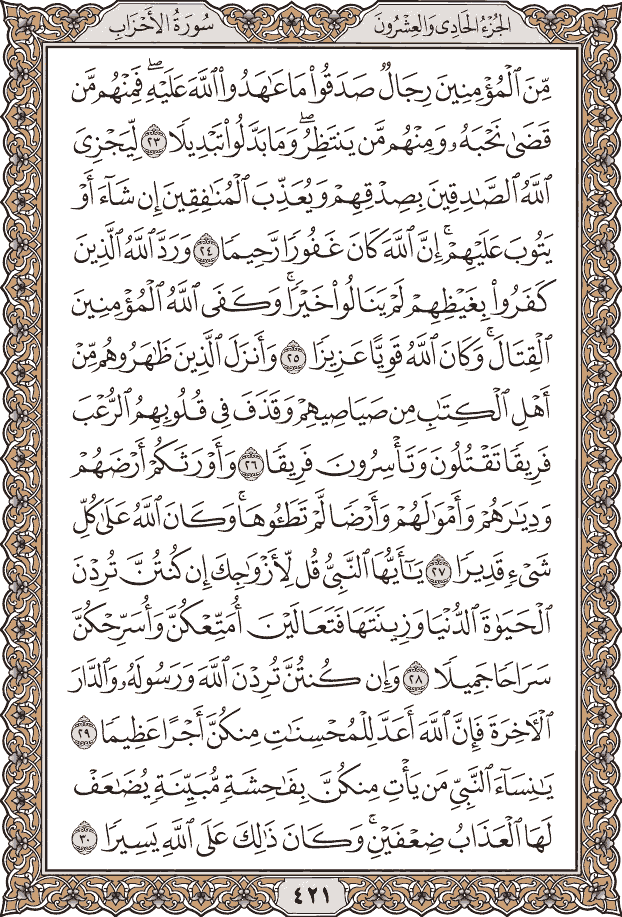 الجُزْءُ الحَادِى وَالعِشْرُونَ
سُورَةُ الأَحْزَابِ
مِّنَ ٱلْمُؤْمِنِينَ رِجَالٌ صَدَقُوا۟ مَا عَـٰهَدُوا۟ ٱللَّهَ عَلَيْهِ ۖ فَمِنْهُم مَّن
قَضَىٰ نَحْبَهُۥ وَمِنْهُم مَّن يَنتَظِرُ ۖ وَمَا بَدَّلُوا۟ تَبْدِيلًا ٢٣ لِّيَجْزِىَ
ٱللَّهُ ٱلصَّـٰدِقِينَ بِصِدْقِهِمْ وَيُعَذِّبَ ٱلْمُنَـٰفِقِينَ إِن شَآءَ أَوْ
يَتُوبَ عَلَيْهِمْ ۚ إِنَّ ٱللَّهَ كَانَ غَفُورًا رَّحِيمًا ٢٤ وَرَدَّ ٱللَّهُ ٱلَّذِينَ
كَفَرُوا۟ بِغَيْظِهِمْ لَمْ يَنَالُوا۟ خَيْرًا ۚ وَكَفَى ٱللَّهُ ٱلْمُؤْمِنِينَ
ٱلْقِتَالَ ۚ وَكَانَ ٱللَّهُ قَوِيًّا عَزِيزًا ٢٥ وَأَنزَلَ ٱلَّذِينَ ظَـٰهَرُوهُم مِّنْ
أَهْلِ ٱلْكِتَـٰبِ مِن صَيَاصِيهِمْ وَقَذَفَ فِى قُلُوبِهِمُ ٱلرُّعْبَ
فَرِيقًا تَقْتُلُونَ وَتَأْسِرُونَ فَرِيقًا ٢٦ وَأَوْرَثَكُمْ أَرْضَهُمْ
وَدِيَـٰرَهُمْ وَأَمْوَٰلَهُمْ وَأَرْضًا لَّمْ تَطَـُٔوهَا ۚ وَكَانَ ٱللَّهُ عَلَىٰ كُلِّ
شَىْءٍ قَدِيرًا ٢٧ يَـٰٓأَيُّهَا ٱلنَّبِىُّ قُل لِّأَزْوَٰجِكَ إِن كُنتُنَّ تُرِدْنَ
ٱلْحَيَوٰةَ ٱلدُّنْيَا وَزِينَتَهَا فَتَعَالَيْنَ أُمَتِّعْكُنَّ وَأُسَرِّحْكُنَّ
سَرَاحًا جَمِيلًا ٢٨ وَإِن كُنتُنَّ تُرِدْنَ ٱللَّهَ وَرَسُولَهُۥ وَٱلدَّارَ
ٱلْـَٔاخِرَةَ فَإِنَّ ٱللَّهَ أَعَدَّ لِلْمُحْسِنَـٰتِ مِنكُنَّ أَجْرًا عَظِيمًا ٢٩
يَـٰنِسَآءَ ٱلنَّبِىِّ مَن يَأْتِ مِنكُنَّ بِفَـٰحِشَةٍ مُّبَيِّنَةٍ يُضَـٰعَفْ
لَهَا ٱلْعَذَابُ ضِعْفَيْنِ ۚ وَكَانَ ذَٰلِكَ عَلَى ٱللَّهِ يَسِيرًا ٣٠
٤٢١